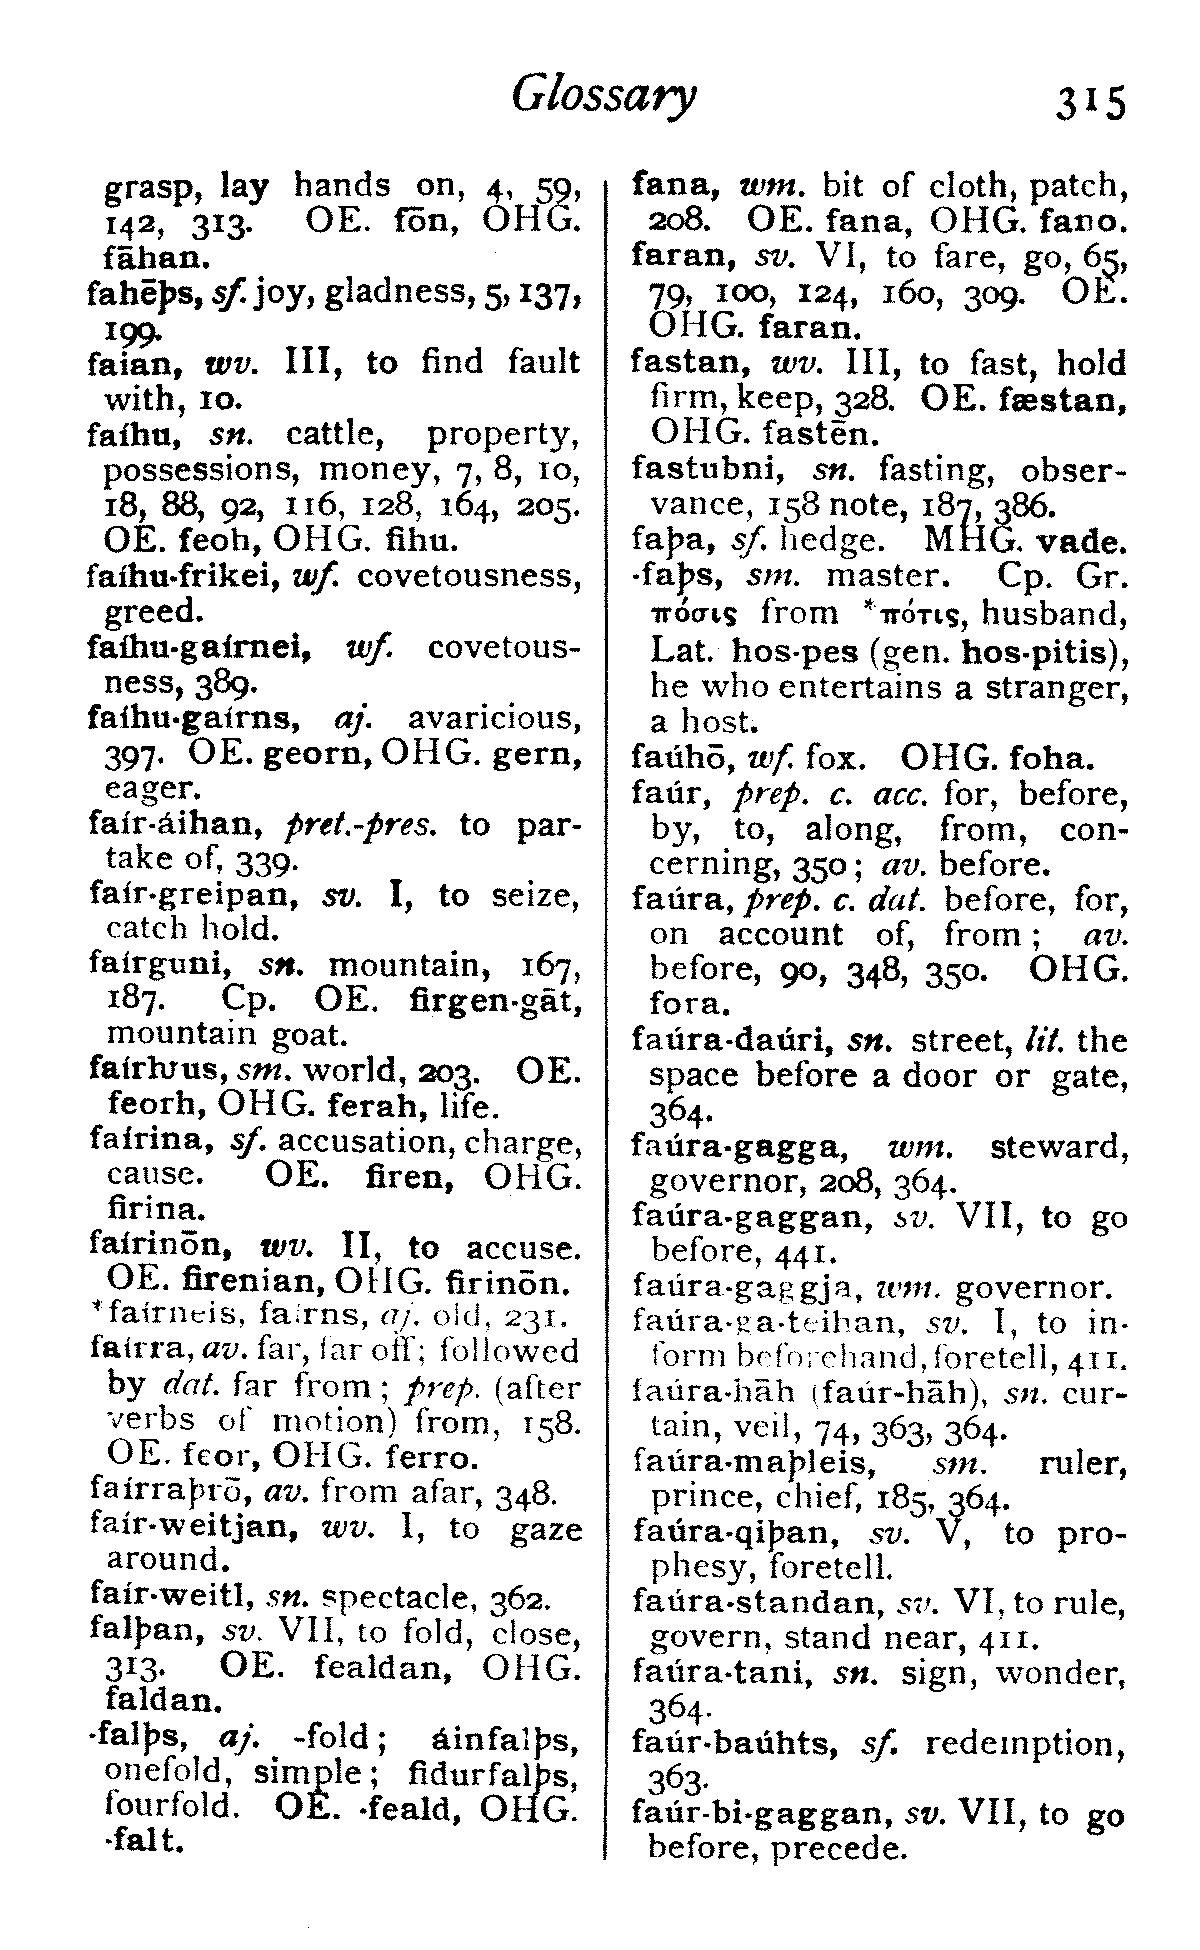 Glossary 315
grasp, lay hands on, 4, 59,
142, 313. OE. fōn, OHG.
fāhan.
fahēþs, sf. joy, gladness, 5, 137,
199.
faian, wv. III, to find fault
with, 10.
faíhu, sn. cattle, property,
possessions, money, 7, 8, 10,
18, 88, 92, 116, 128, 164, 205.
OE. feoh, OHG. fihu.
faíhu-frikei, wf. covetousness,
greed.
faíhu-gaírnei, wf. covetous-
ness, 389.
faíhu-gaírns, aj. avaricious,
397. OE. georn, OHG. gern,
eager.
faír-áihan, pret.-pres. to par-
take of, 339.
faír-greipan, sv. I, to seize,
catch hold.
faírguni, sn. mountain, 167,
187. Cp. OE. firgen-gāt,
mountain goat.
faírƕus, sm. world, 203. OE.
feorh, OHG. ferah, life.
faírina, sf. accusation, charge,
cause. OE. firen, OHG.
firina.
faírinōn, wv. II, to accuse.
OE. firenian, OHG. firinōn.
*faírneis, faírns, aj. old, 231.
faírra, av. far, far off; followed
by dat. far from; prep. (after
verbs of motion) from, 158.
OE. feor, OHG. ferro.
faírraþrō, av. from afar, 348.
faír-weitjan, wv. I, to gaze
around.
faír-weitl, sn. spectacle, 362.
falþan, sv. VII, to fold, close,
313. OE. fealdan, OHG.
faldan.
-falþs, aj. -fold; áinfalþs,
onefold, simple; fidurfalþs,
fourfold. OE. -feald, OHG.
-falt.
fana, wm. bit of cloth, patch,
208. OE. fana, OHG. fano.
faran, sv. VI, to fare, go, 65,
79, 100, 124, 160, 309. OE.
OHG. faran.
fastan, wv. III, to fast, hold
firm, keep, 328. OE. fæstan,
OHG. fastēn.
fastubni, sn. fasting, obser-
vance, 158 note, 187, 386.
faþa, sf. hedge. MHG. vade.
-faþs, sm. master. Cp. Gr.
πόσις from *πότις, husband,
Lat. hos-pes (gen. hos-pitis),
he who entertains a stranger,
a host.
faúhō, wf. fox. OHG. foha.
faúr, prep. c. acc. for, before,
by, to, along, from, con-
cerning, 350; av. before.
faúra, prep. c. dat. before, for,
on account of, from; av.
before, 90, 348, 350. OHG.
fora.
faúra-daúri, sn. street, lit. the
space before a door or gate,
364.
faúra-gagga, wm. steward,
governor, 208, 364.
faúra-gaggan, sv. VII, to go
before, 441.
faúra-gaggja, wm. governor.
faúra-ga-teihan, sv. I, to in-
form beforehand, foretell, 411.
faúra-hāh (faúr-hāh), sn. cur-
tain, veil, 74, 363, 364.
faúra-maþleis, sm. ruler,
prince, chief, 185, 364.
faúra-qiþan, sv. V, to pro-
phesy, foretell.
faúra-standan, sv. VI, to rule,
govern, stand near, 411.
faúra-tani, sn. sign, wonder,
364.
faúr-baúhts, sf. redemption,
363.
faúr-bi-gaggan, sv. VII, to go
before, precede.